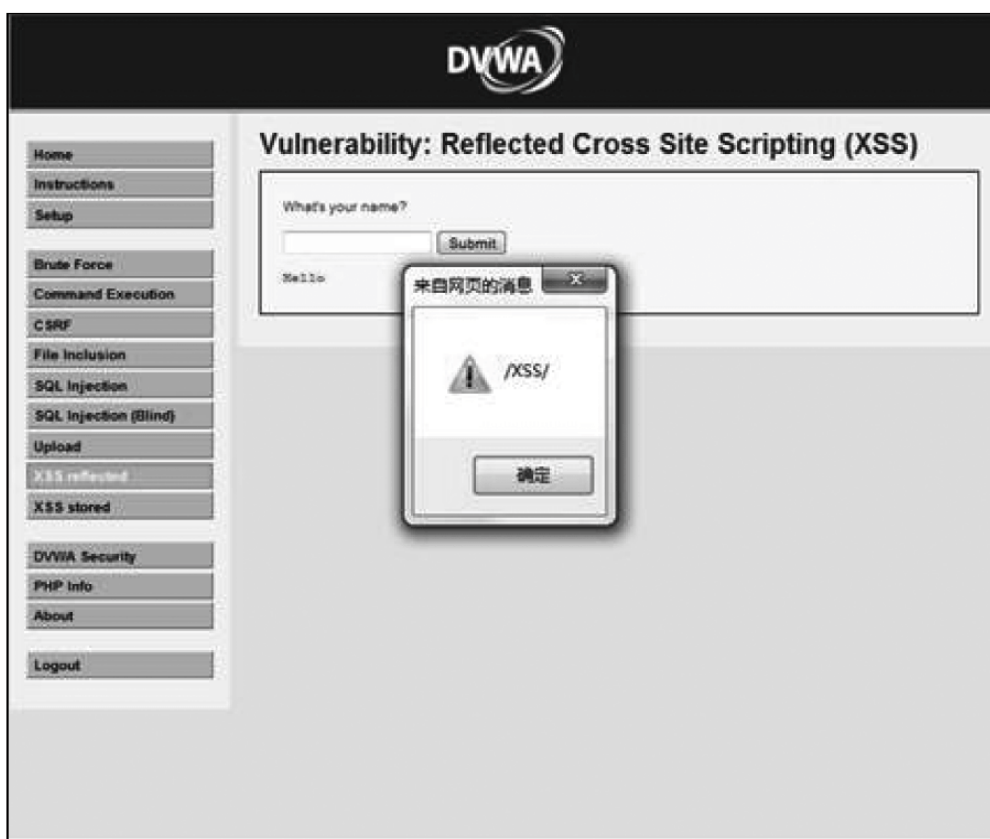 DVWA
Vulnerability: Reflected Cross Site Scripting (XSS)
Home
Instructions
Setup
Brute Force
Command Execution
CSRF
File Inclusion
SQL Injection
SQL Injection (Blind)
Upload
XSS reflected
XSS stored
DVWA Security
PHP Info
About
Logout
What's your name?
Submit
Hello
来自网页的消息
x
/XSS/
确定